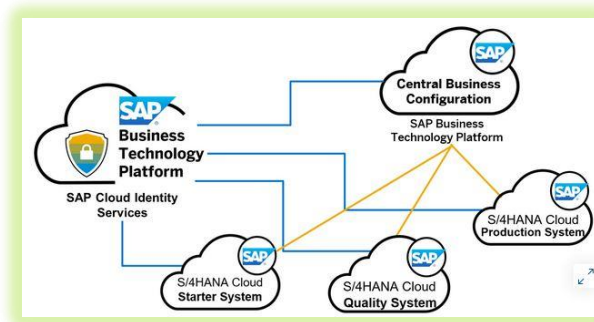 SAP
Business
Technology
Platform
SAP Cloud Identity
Services
SAP
Central Business
Configuration
SAP Business
Technology Platform
SAP
S/4HANA Cloud
Production System
SAP
S/4HANA Cloud
Starter System
SAP
S/4HANA Cloud
Quality System